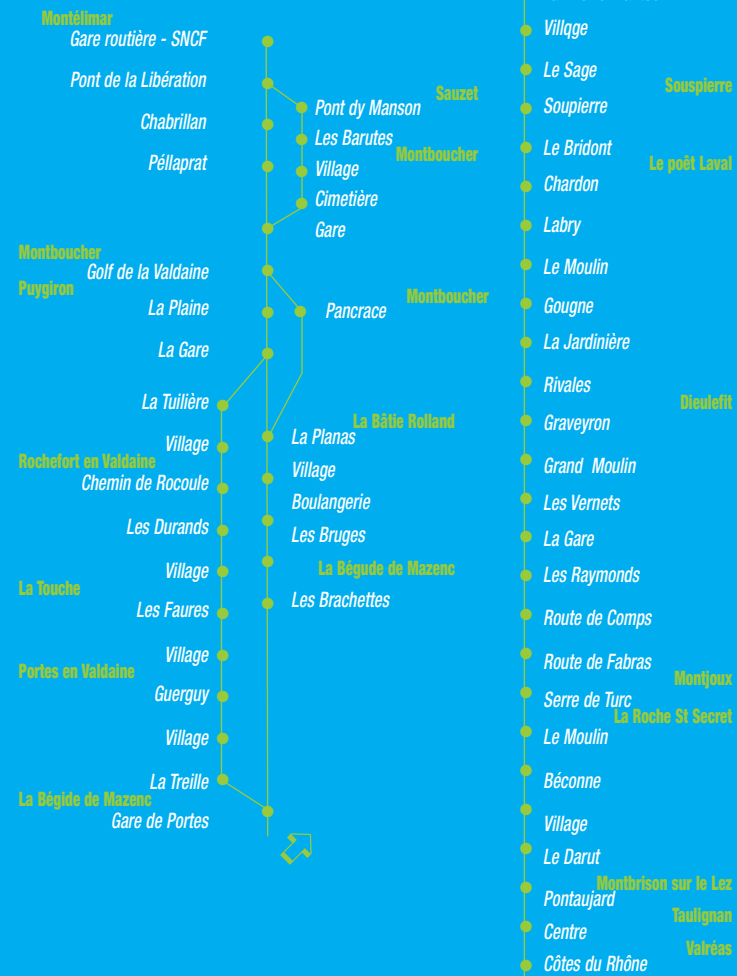 Montélimar
Gare routière - SNCF
Pont de la Libération
Chabrillan
Péllaprat
Sauzet
Pont dy Manson
Les Barutes
Montboucher
Village
Cimetière
Gare
Montboucher
Golf de la Valdaine
Puygiron
La Plaine
La Gare
Montboucher
Pancrace
La Tuilière
Village
Rochefort en Valdaine
Chemin de Rocoule
Les Durands
Village
La Touche
Les Faures
Village
Portes en Valdaine
Guerguy
Village
La Treille
La Bégide de Mazenc
Gare de Portes
La Bâtie Rolland
La Planas
Village
Boulangerie
Les Bruges
La Bégude de Mazenc
Les Brachettes
Villqge
Le Sage
Souspierre
Soupierre
Le Bridont
Le poêt Laval
Chardon
Labry
Le Moulin
Gougne
La Jardinière
Rivales
Dieulefit
Graveyron
Grand Moulin
Les Vernets
La Gare
Les Raymonds
Route de Comps
Route de Fabras
Montjoux
Serre de Turc
La Roche St Secret
Le Moulin
Béconne
Village
Le Darut
Montbrison sur le Lez
Pontaujard
Taulignan
Centre
Valréas
Côtes du Rhône